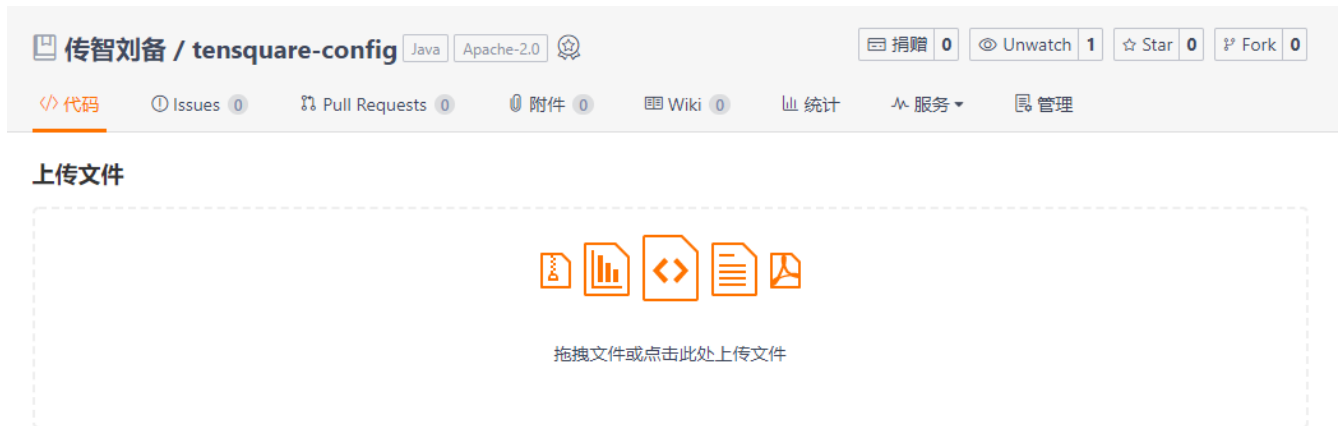 传智刘备 / tensquare-config Java Apache-2.0 捐赠 0 Unwatch 1 Star 0 Fork 0
代码 Issues 0 Pull Requests 0 附件 0 Wiki 0 统计 服务 管理
上传文件
拖拽文件或点击此处上传文件